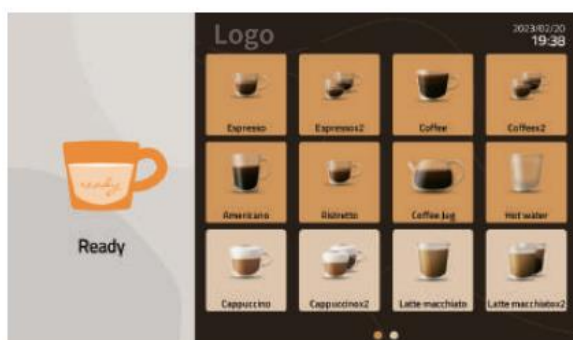 Logo
2023/02/20
19:38
Espresso
Espressox2
Coffee
Coffeex2
Americano
Ristretto
Coffee Jug
Hot water
Cappuccino
Cappuccinox2
Latte macchiato
Latte macchiatox2
ready
Ready